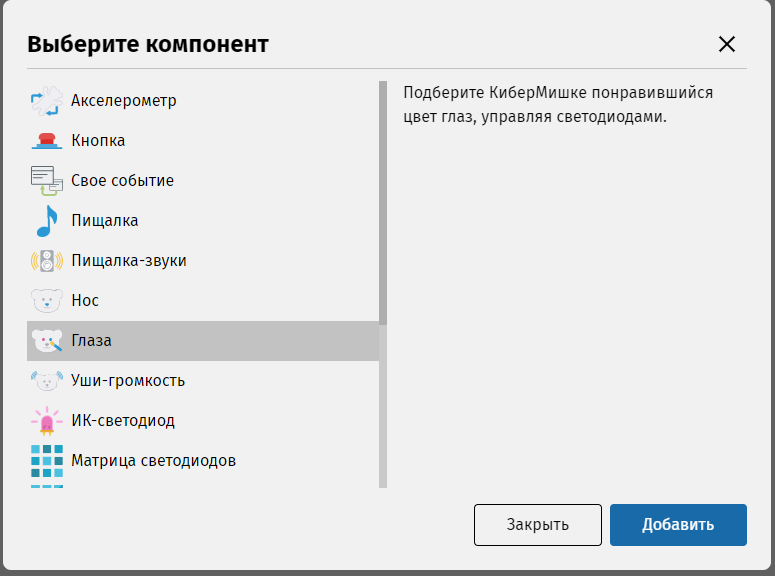 Выберите компонент
Акселерометр
Кнопка
Свое событие
Пищалка
Пищалка-звуки
Нос
Глаза
Уши-громкость
ИК-светодиод
Матрица светодиодов
Подберите КиберМишке понравившийся
цвет глаз, управляя светодиодами.
Закрыть
Добавить